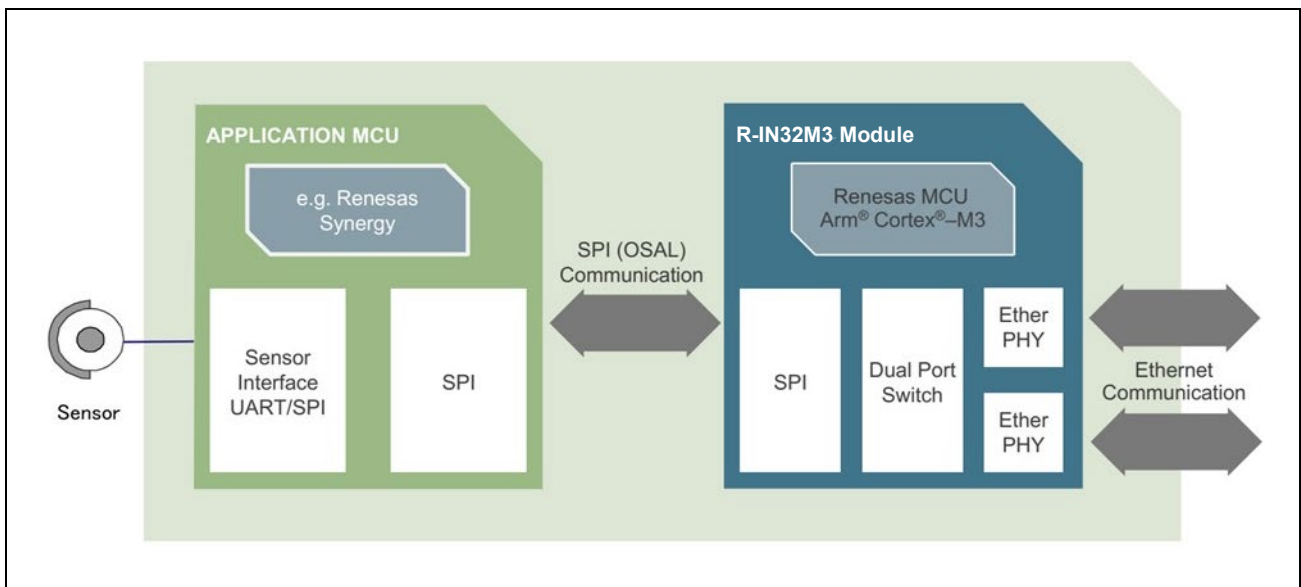 APPLICATION MCU
e.g. Renesas
Synergy
Sensor
Interface
UART/SPI
SPI
Sensor
SPI (OSAL)
Communication
R-IN32M3 Module
Renesas MCU
Arm® Cortex®–M3
SPI
Dual Port
Switch
Ether
PHY
Ether
PHY
Ethernet
Communication